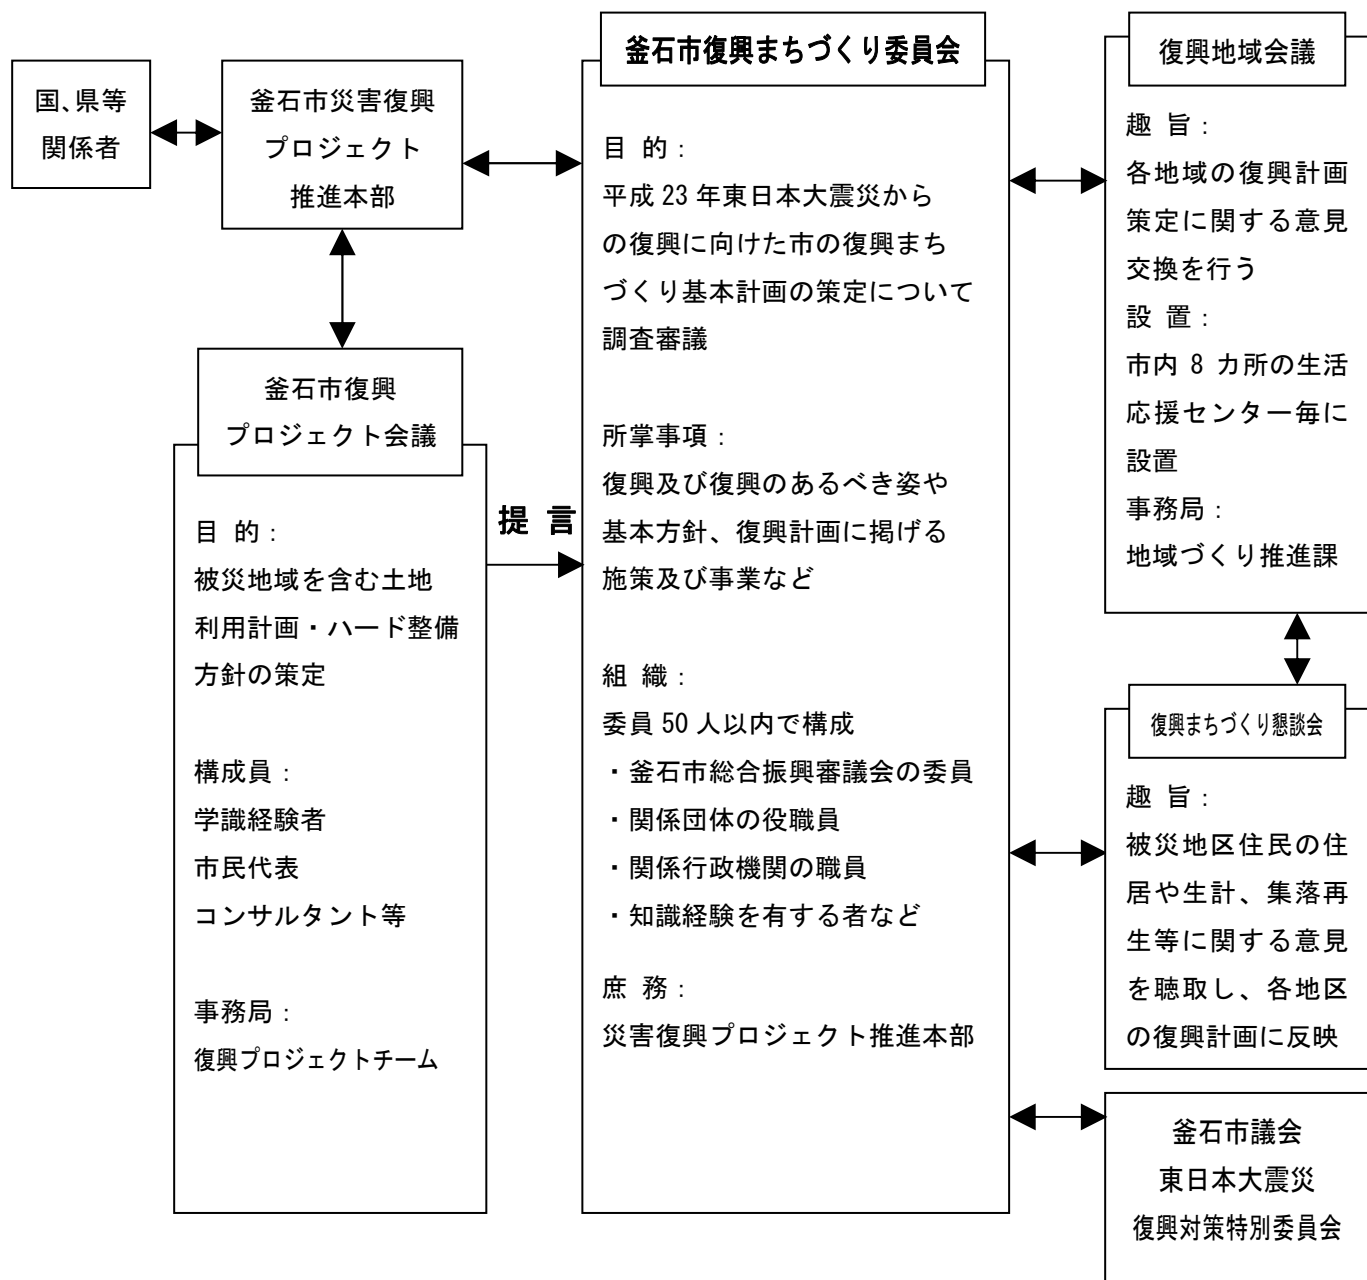 国、県等
関係者
釜石市災害復興
プロジェクト
推進本部
釜石市復興
プロジェクト会議
目 的：
被災地域を含む土地
利用計画・ハード整備
方針の策定
構成員：
学識経験者
市民代表
コンサルタント等
事務局：
復興プロジェクトチーム
提 言
釜石市復興まちづくり委員会
目 的：
平成 23 年東日本大震災から
の復興に向けた市の復興まち
づくり基本計画の策定について
調査審議
所掌事項：
復興及び復興のあるべき姿や
基本方針、復興計画に掲げる
施策及び事業など
組 織：
委員 50 人以内で構成
・釜石市総合振興審議会の委員
・関係団体の役職員
・関係行政機関の職員
・知識経験を有する者など
庶 務：
災害復興プロジェクト推進本部
復興地域会議
趣 旨：
各地域の復興計画
策定に関する意見
交換を行う
設 置：
市内 8 カ所の生活
応援センター毎に
設置
事務局：
地域づくり推進課
復興まちづくり懇談会
趣 旨：
被災地区住民の住
居や生計、集落再
生等に関する意見
を聴取し、各地区
の復興計画に反映
釜石市議会
東日本大震災
復興対策特別委員会